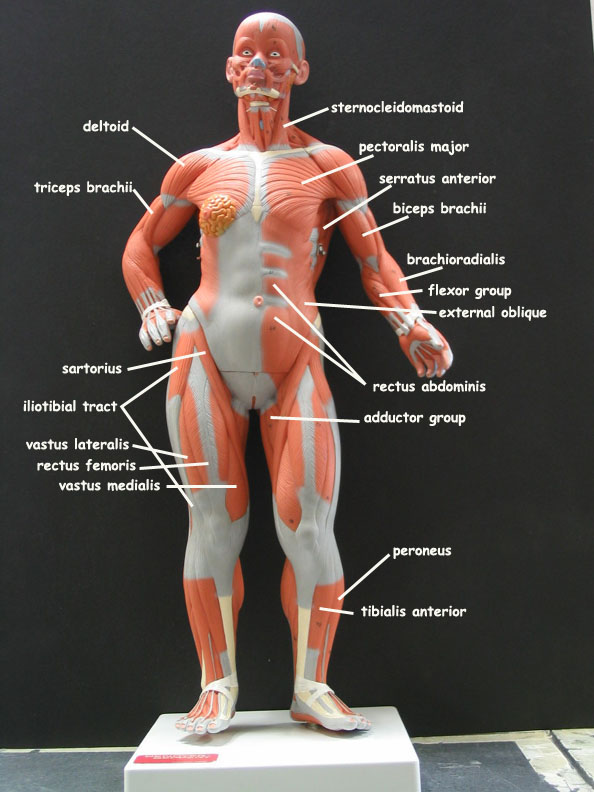 sternocleidomastoid
deltoid
pectoralis major
serratus anterior
triceps brachii
biceps brachii
brachioradialis
flexor group
external oblique
sartorius
rectus abdominis
iliotibial tract
adductor group
vastus lateralis
rectus femoris
vastus medialis
peroneus
tibialis anterior